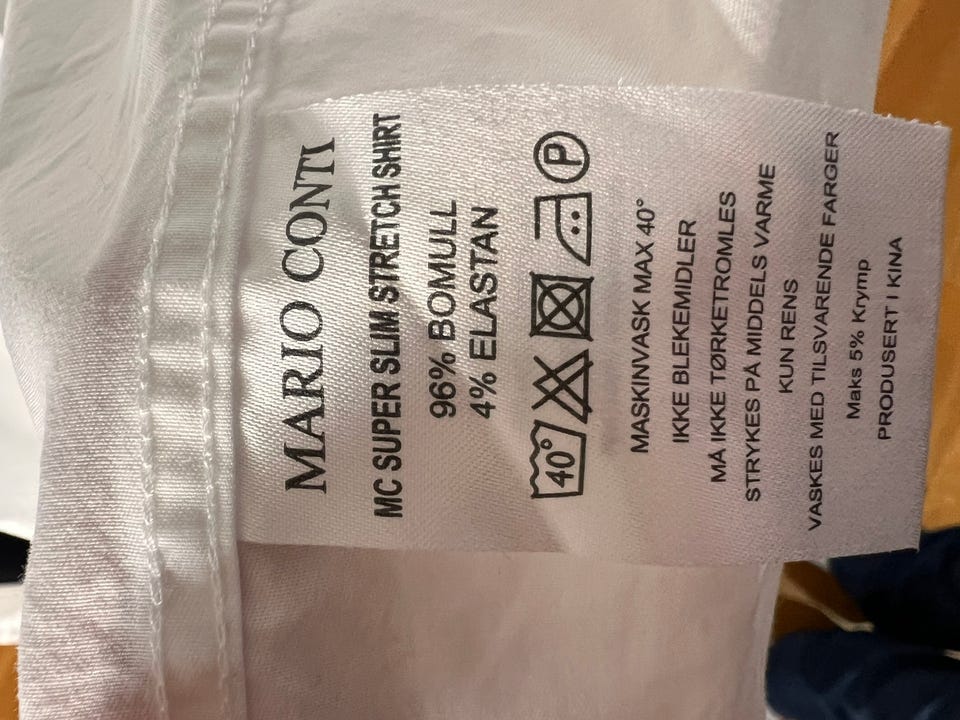 MARIO CONTI
MC SUPER SLIM STRETCH SHIRT
96% BOMULL
4% ELASTAN
40° P
MASKINVASK MAX 40°
IKKE BLEKEMIDLER
MÅ IKKE TØRKETROMLES
STRYKES PÅ MIDDELS VARME
KUN RENS
VASKES MED TILSVARENDE FARGER
Maks 5% Krymp
PRODUSERT I KINA